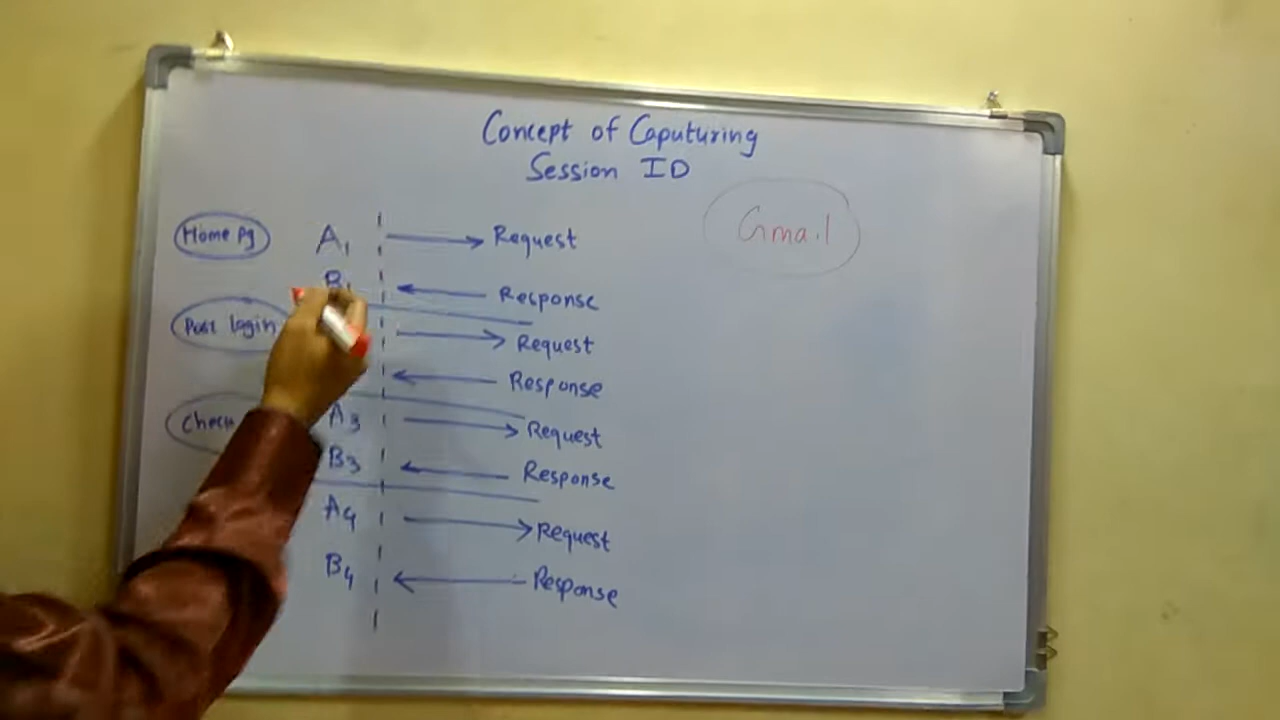 Concept of Caputuring
Session ID
Gmail
Home Pg A1 Request
B1 Response
Post login Request
Response
A3 Request
B3 Response
A4 Request
B4 Response